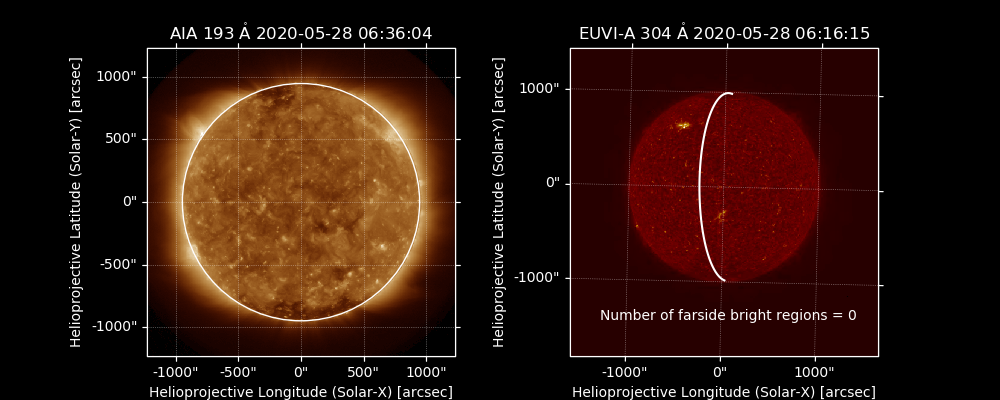 AIA 193 Å 2020-05-28 06:36:04
EUVI-A 304 Å 2020-05-28 06:16:15
Helioprojective Latitude (Solar-Y) [arcsec]
1000"
500"
0"
-500"
-1000"
-1000"
-500"
0"
500"
1000"
Helioprojective Longitude (Solar-X) [arcsec]
Helioprojective Latitude (Solar-Y) [arcsec]
1000"
0"
-1000"
Number of farside bright regions = 0
-1000"
0"
1000"
Helioprojective Longitude (Solar-X) [arcsec]